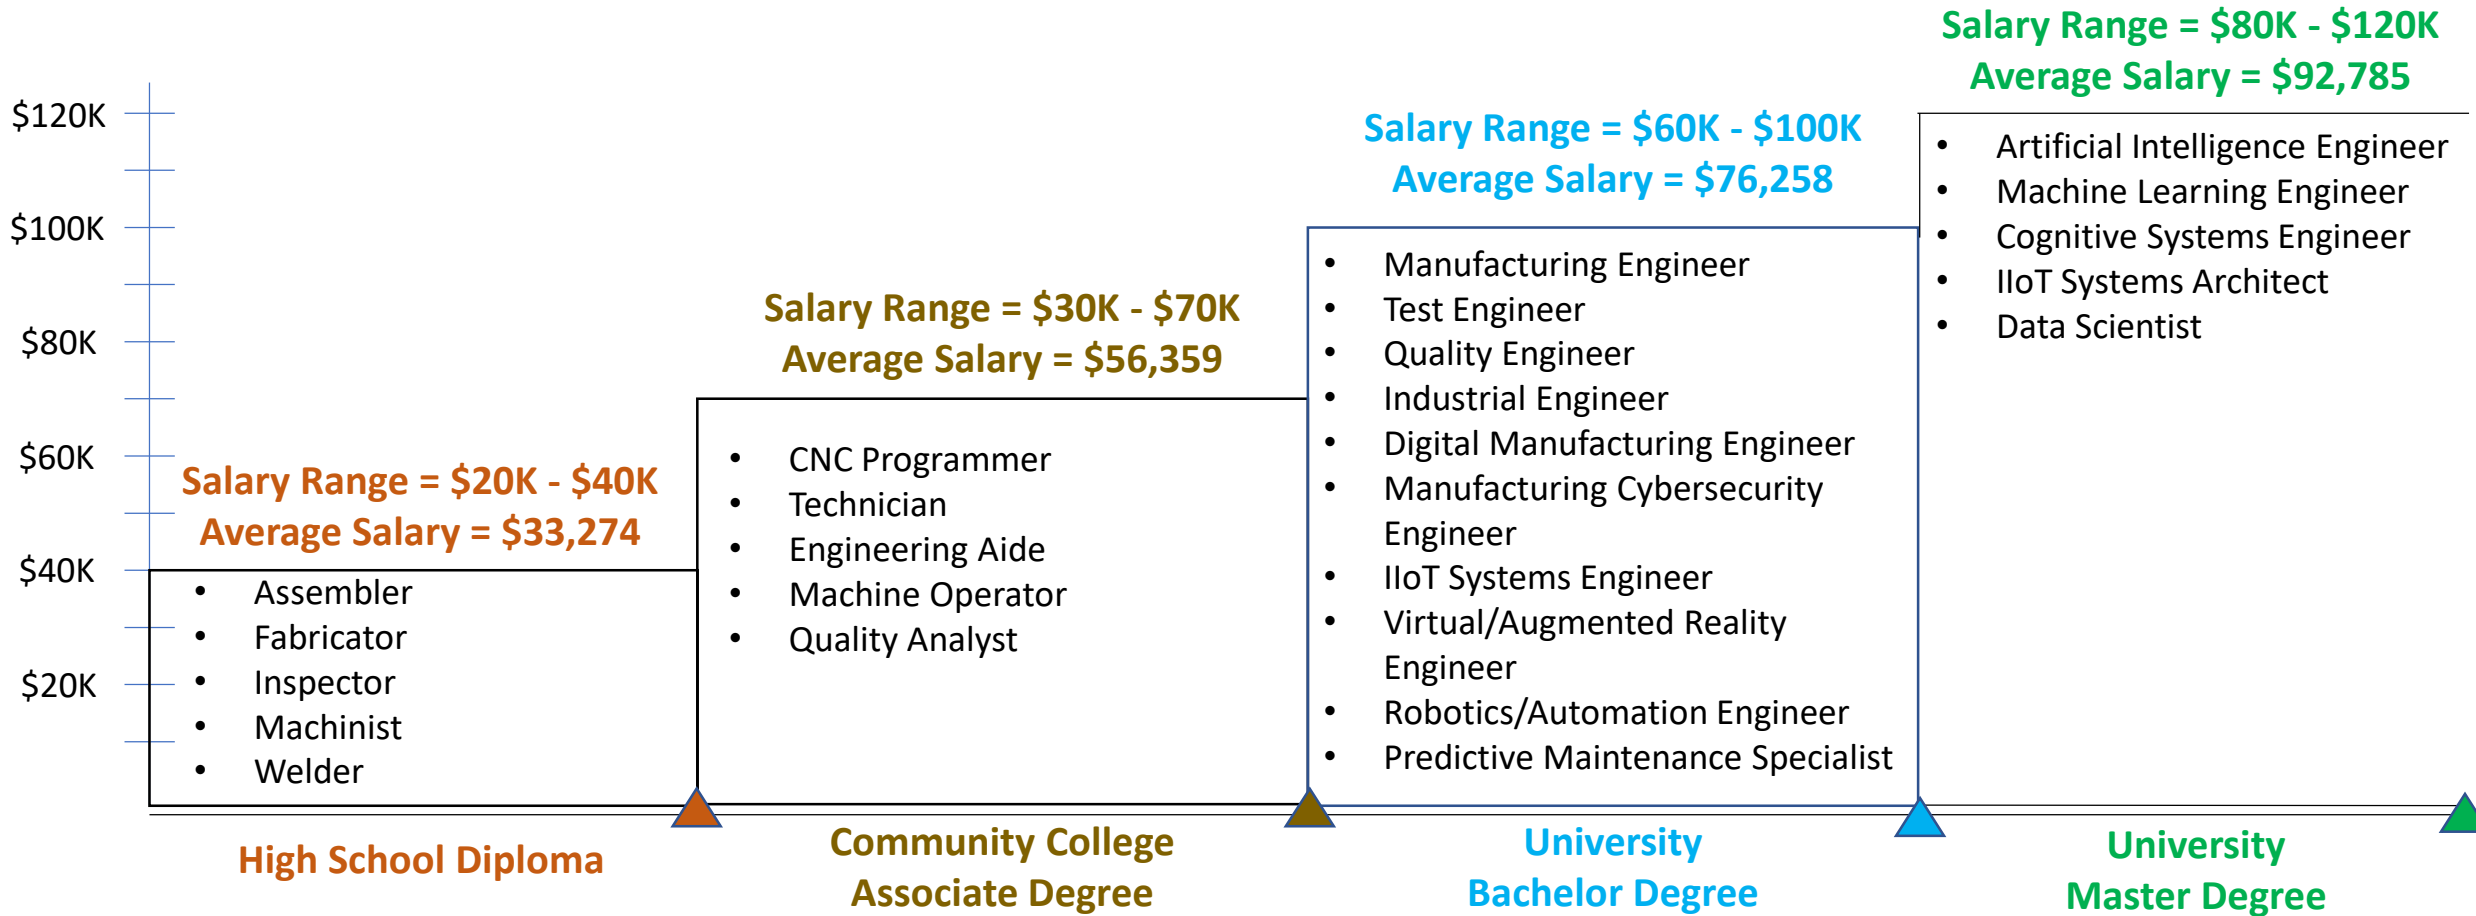 $120K
$100K
$80K
$60K
$40K
$20K
Salary Range = $20K - $40K
Average Salary = $33,274
• Assembler
• Fabricator
• Inspector
• Machinist
• Welder
High School Diploma
Salary Range = $30K - $70K
Average Salary = $56,359
• CNC Programmer
• Technician
• Engineering Aide
• Machine Operator
• Quality Analyst
Community College
Associate Degree
Salary Range = $60K - $100K
Average Salary = $76,258
• Manufacturing Engineer
• Test Engineer
• Quality Engineer
• Industrial Engineer
• Digital Manufacturing Engineer
• Manufacturing Cybersecurity
Engineer
• IIoT Systems Engineer
• Virtual/Augmented Reality
Engineer
• Robotics/Automation Engineer
• Predictive Maintenance Specialist
University
Bachelor Degree
Salary Range = $80K - $120K
Average Salary = $92,785
• Artificial Intelligence Engineer
• Machine Learning Engineer
• Cognitive Systems Engineer
• IIoT Systems Architect
• Data Scientist
University
Master Degree